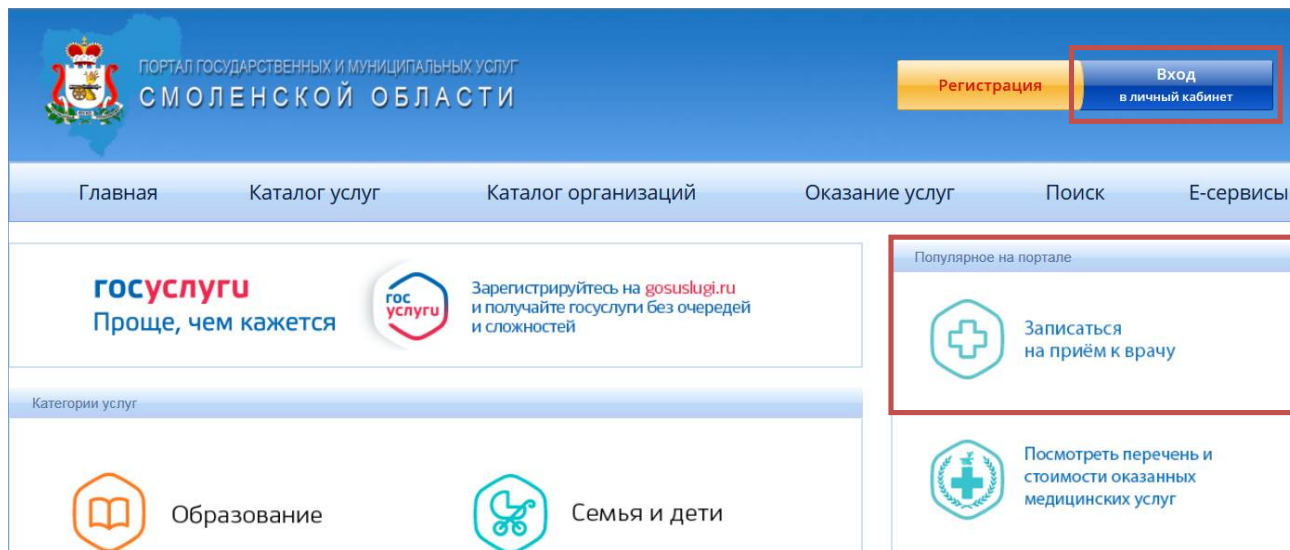 ПОРТАЛ ГОСУДАРСТВЕННЫХ И МУНИЦИПАЛЬНЫХ УСЛУГ
СМОЛЕНСКОЙ ОБЛАСТИ
Регистрация
Вход
в личный кабинет
Главная Каталог услуг Каталог организаций Оказание услуг Поиск Е-сервисы
госуслуги
Проще, чем кажется
гос
услуги
Зарегистрируйтесь на gosuslugi.ru
и получайте госуслуги без очередей
и сложностей
Категории услуг
Образование
Семья и дети
Популярное на портале
Записаться
на приём к врачу
Посмотреть перечень и
стоимости оказанных
медицинских услуг